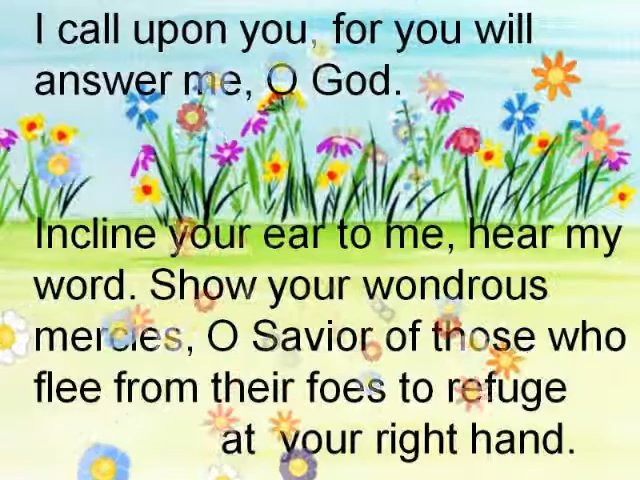 I call upon you, for you will
answer me, O God.
Incline your ear to me, hear my
word. Show your wondrous
mercies, O Savior of those who
flee from their foes to refuge
at your right hand.